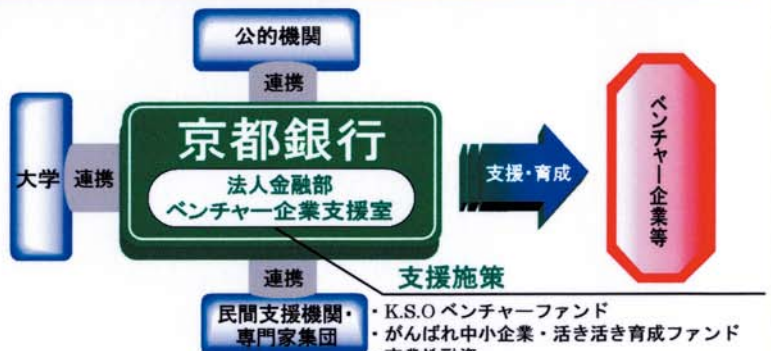 公的機関
連携
京都銀行
法人金融部
ベンチャー企業支援室
大学
連携
支援・育成
ベンチャー企業等
連携
民間支援機関・
専門家集団
支援施策
・K.S.O ベンチャーファンド
・がんばれ中小企業・活き活き育成ファンド